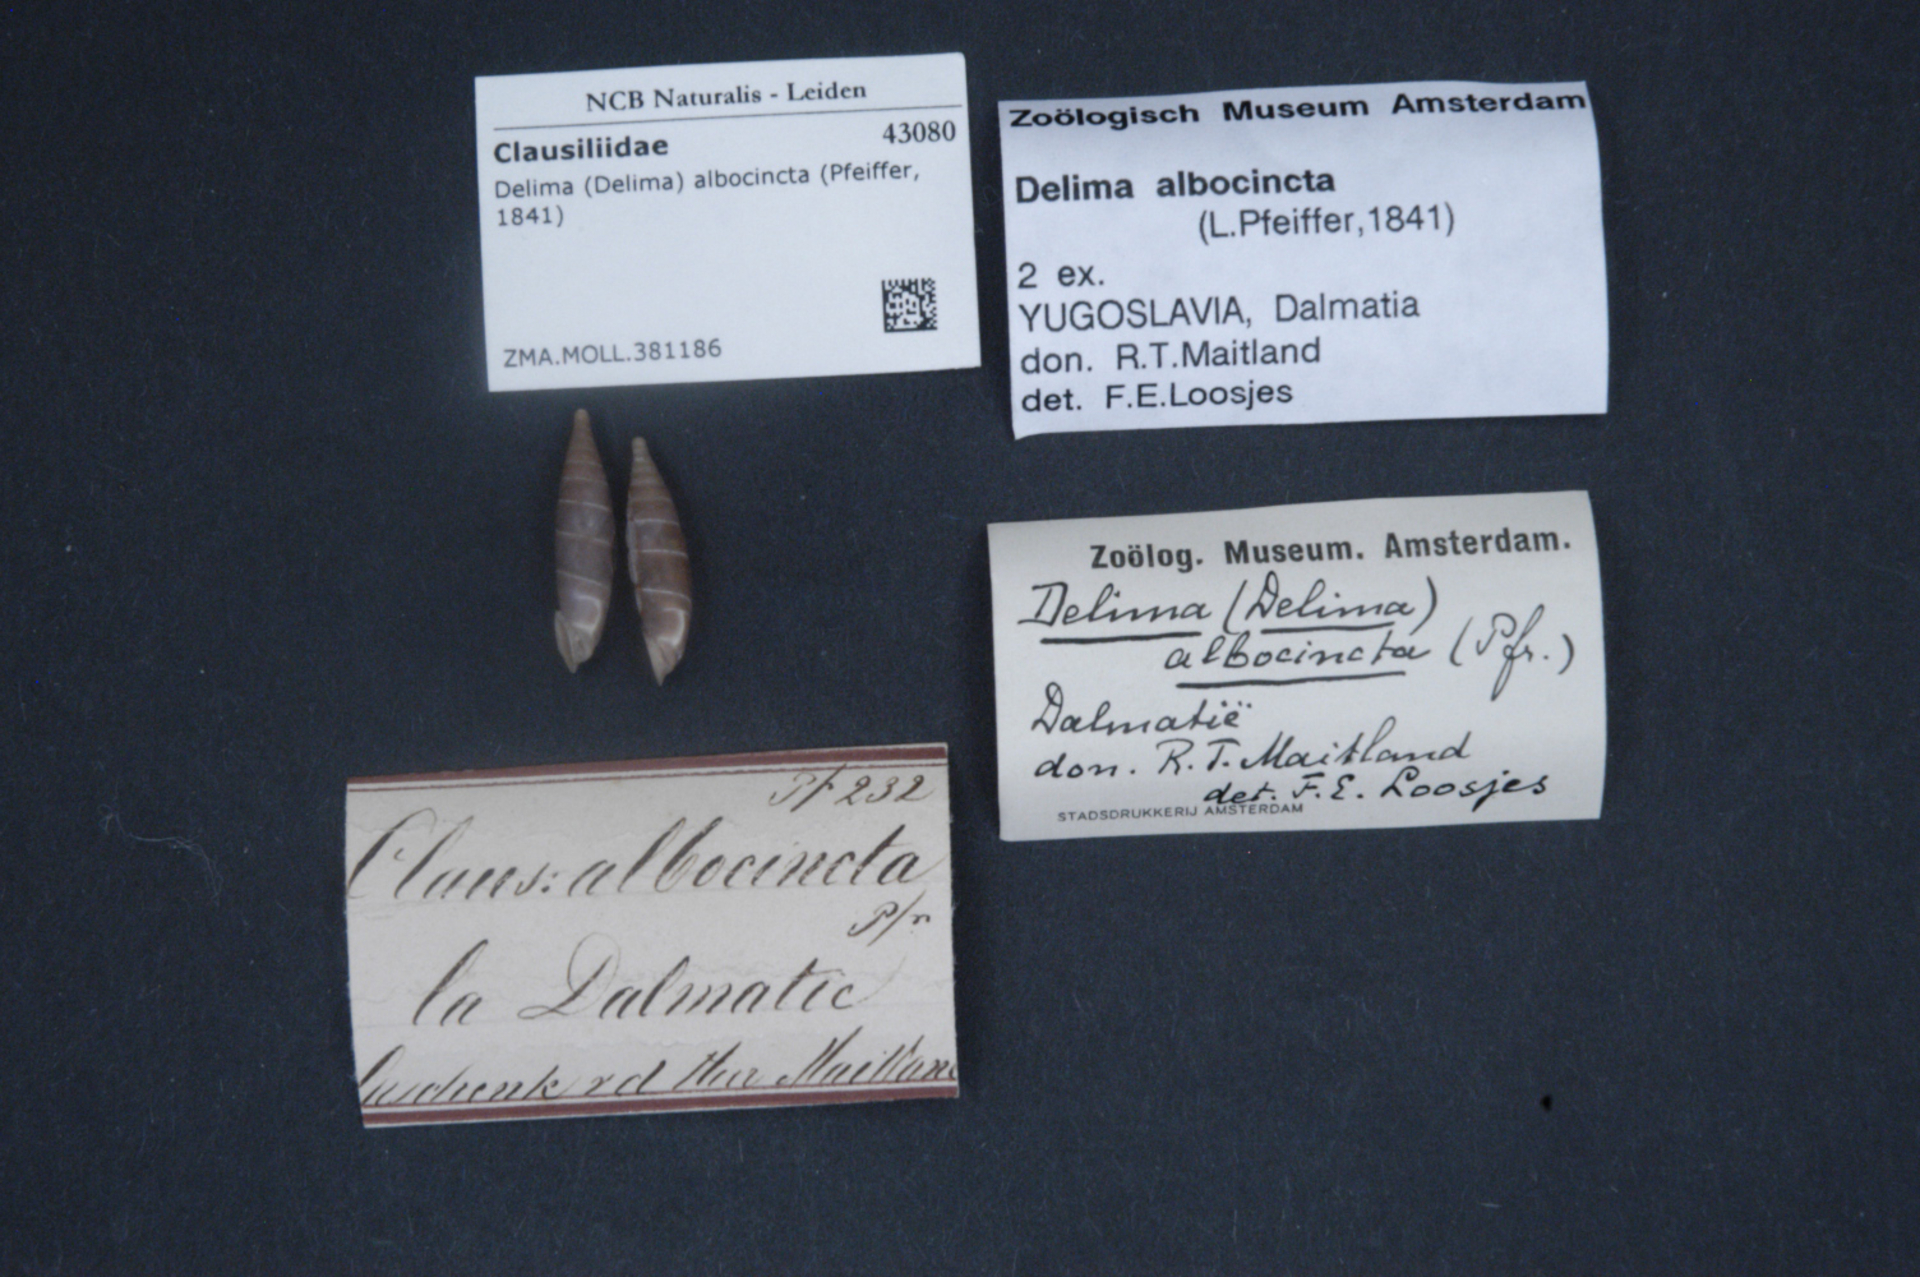 NCB Naturalis - Leiden
Clausiliidae 43080
Delima (Delima) albocincta (Pfeiffer,
1841)
ZMA.MOLL.381186
Zoölogisch Museum Amsterdam
Delima albocincta
(L.Pfeiffer,1841)
2 ex.
YUGOSLAVIA, Dalmatia
don. R.T.Maitland
det. F.E.Loosjes
Zoölog. Museum. Amsterdam.
Delima (Delima)
albocincta (Pfr.)
Dalmatië
don. R.T. Maitland
det. F.E. Loosjes
STADSDRUKKERIJ AMSTERDAM
Pf 232
Claus: albocincta
Pfr
la Dalmatie
Maitland